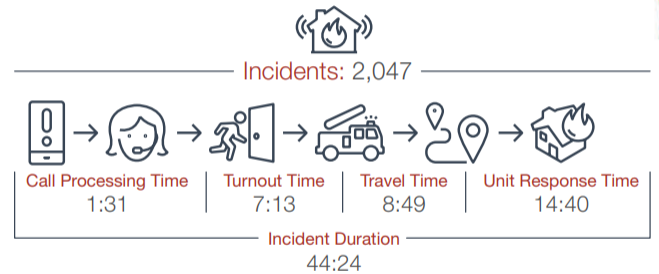 Incidents: 2,047
Call Processing Time
1:31
Turnout Time
7:13
Travel Time
8:49
Unit Response Time
14:40
Incident Duration
44:24